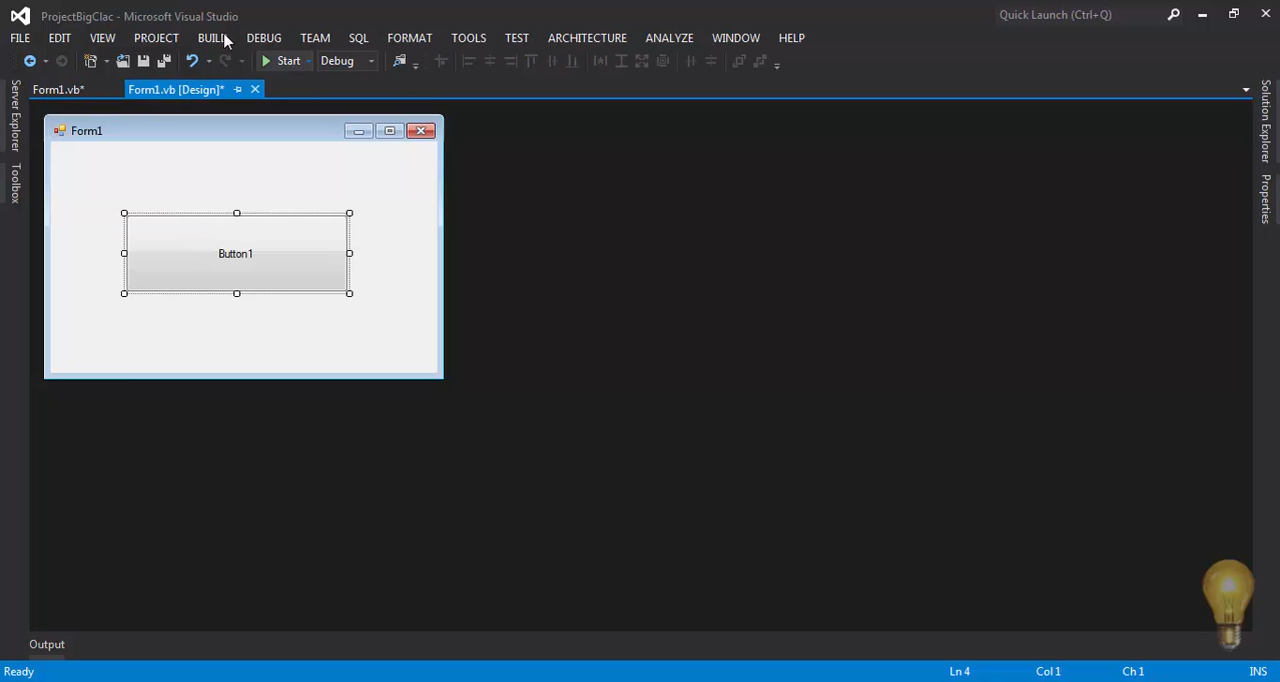 ProjectBigClac - Microsoft Visual Studio
Quick Launch (Ctrl+Q)
FILE EDIT VIEW PROJECT BUILD DEBUG TEAM SQL FORMAT TOOLS TEST ARCHITECTURE ANALYZE WINDOW HELP
Start Debug
Form1.vb* Form1.vb [Design]*
Server Explorer
Toolbox
Solution Explorer
Properties
Form1
Button1
Output
Ready Ln 4 Col 1 Ch 1 INS